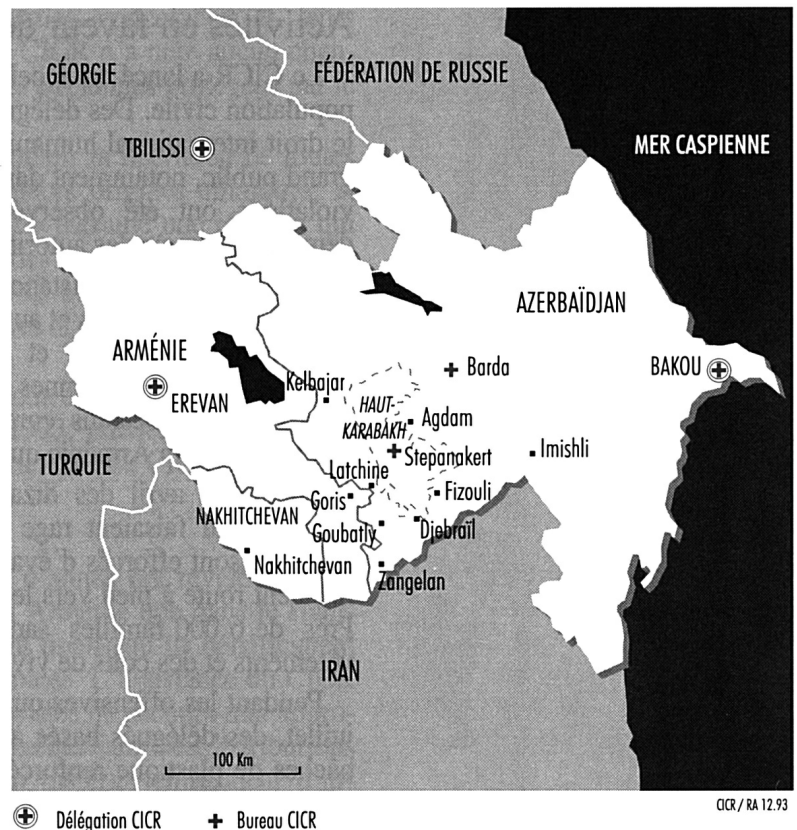 GÉORGIE
FÉDÉRATION DE RUSSIE
TBILISSI
MER CASPIENNE
AZERBAÏDJAN
ARMÉNIE
EREVAN
Kelbajar
Barda
BAKOU
HAUT-
KARABAKH
Agdam
Stepanakert
Imishli
TURQUIE
Latchine
Goris
Fizouli
NAKHITCHEVAN
Goubatly
Djebraïl
Nakhitchevan
Zangelan
IRAN
100 Km
CICR / RA 12.93
Délégation CICR
Bureau CICR